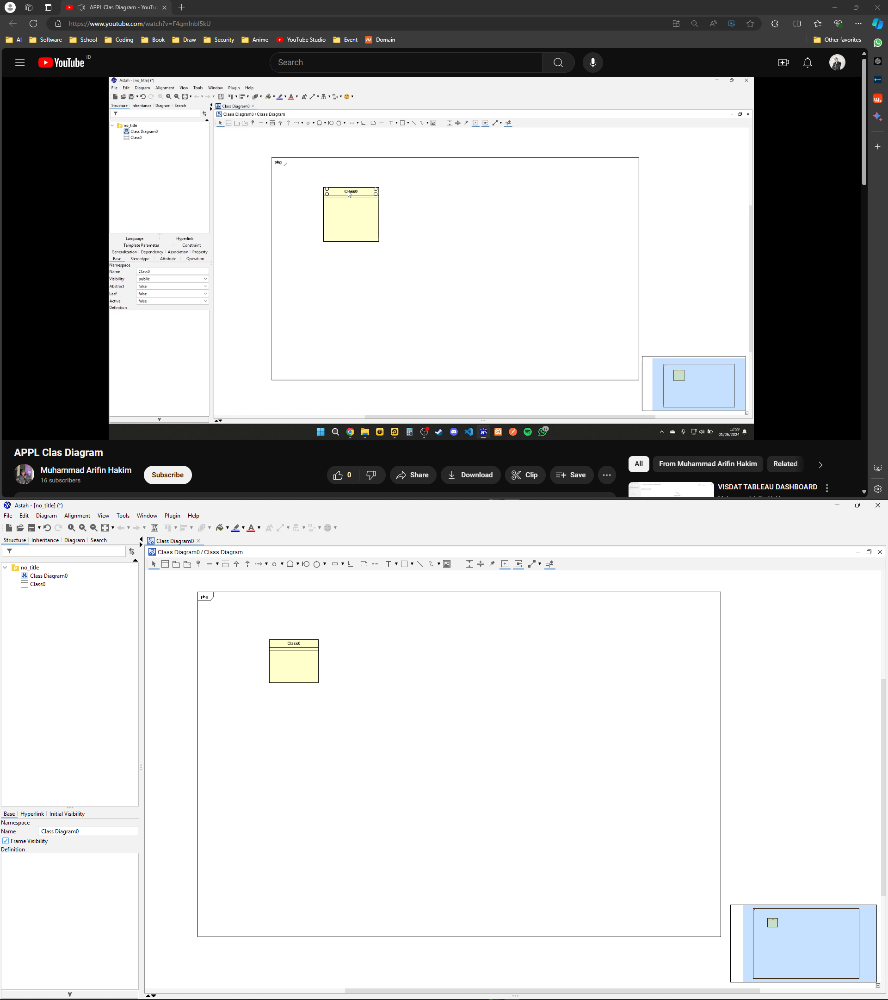 APPL Clas Diagram - YouTu
https://www.youtube.com/watch?v=F4gmlnbl5kU
AI Software School Coding Book Draw Security Anime YouTube Studio Event Domain Other favorites
YouTube ID Search
Astah - [no_title] (*)
File Edit Diagram Alignment View Tools Window Plugin Help
Structure Inheritance Diagram Search Class Diagram0
Class Diagram0 / Class Diagram
no_title
Class Diagram0
Class0
pkg
Class0
Language Hyperlink
Template Parameter Constraint
Generalization Dependency Association Property
Base Stereotype Attribute Operation
Namespace
Name Class0
Visibility public
Abstract false
Leaf false
Active false
Definition
17
12:59
01/06/2024
APPL Clas Diagram
Muhammad Arifin Hakim
16 subscribers
Subscribe
0 Share Download Clip Save
All From Muhammad Arifin Hakim Related
VISDAT TABLEAU DASHBOARD
Astah - [no_title] (*)
File Edit Diagram Alignment View Tools Window Plugin Help
Structure Inheritance Diagram Search Class Diagram0
Class Diagram0 / Class Diagram
no_title
Class Diagram0
Class0
pkg
Class0
Base Hyperlink Initial Visibility
Namespace
Name Class Diagram0
Frame Visibility
Definition